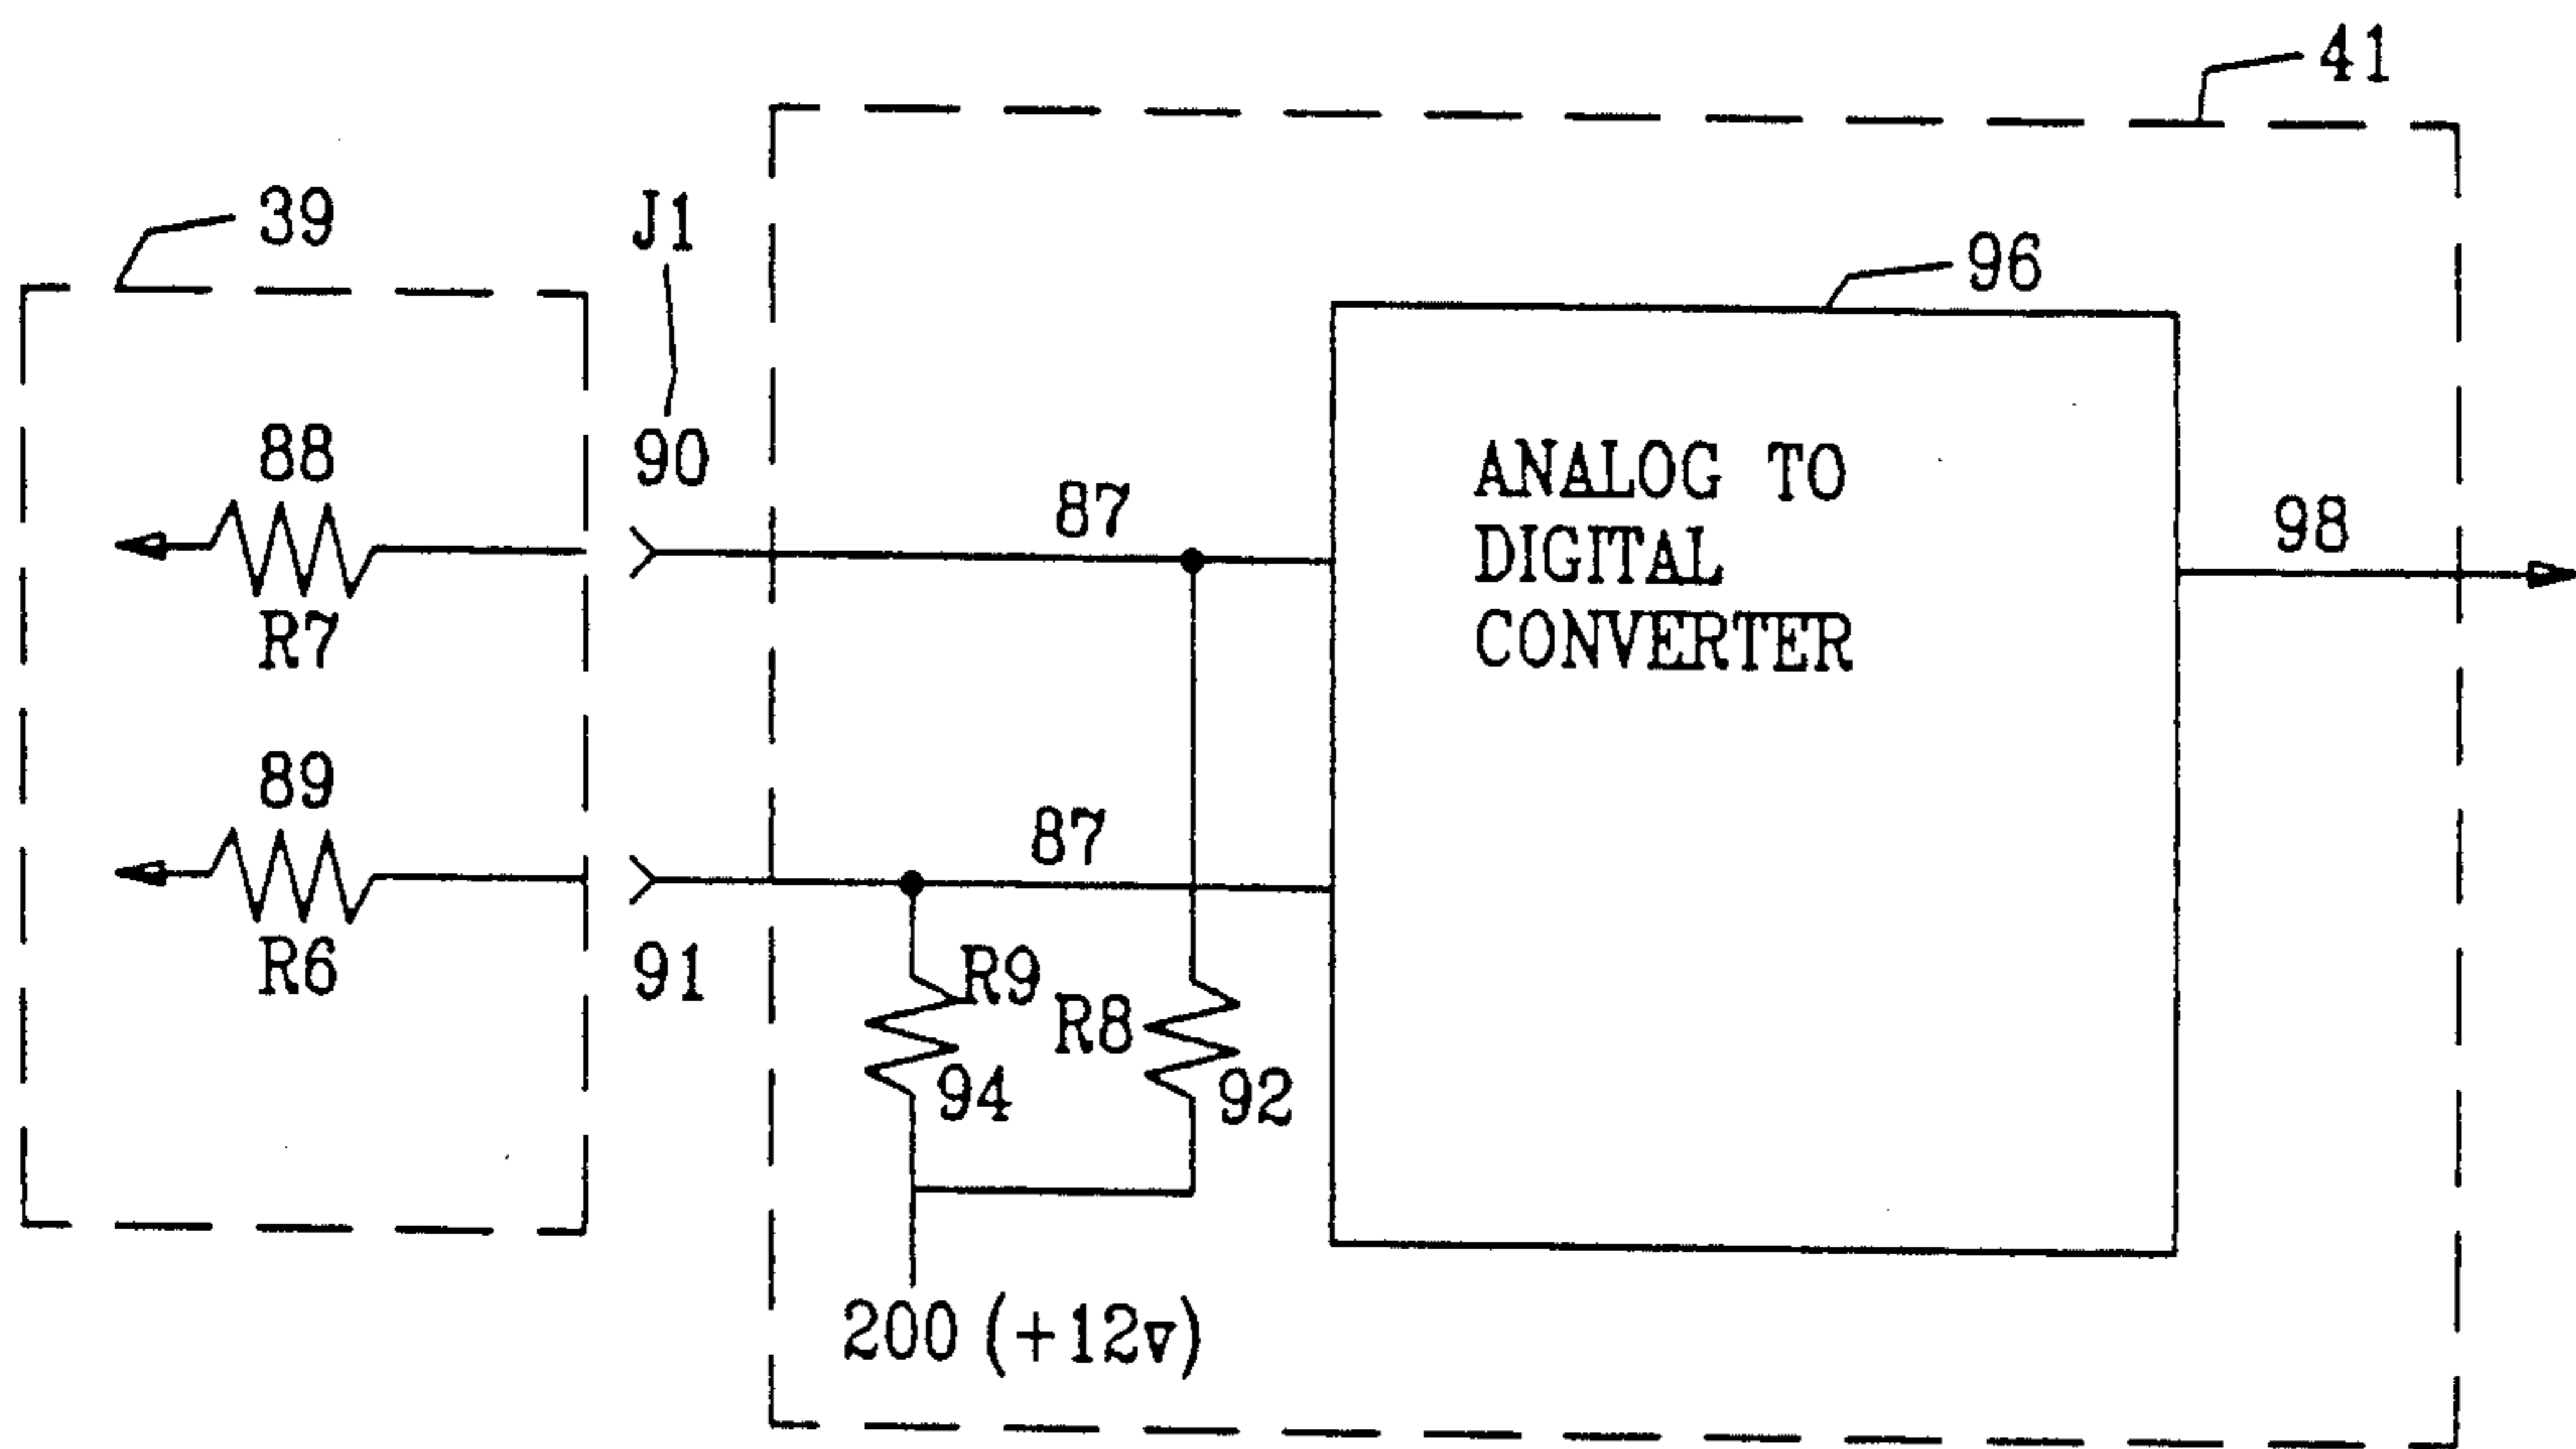 41
39
J1
96
88
90
87
ANALOG TO
DIGITAL
CONVERTER
98
R7
89
87
R6
91
R9
R8
94
92
200 (+12v)